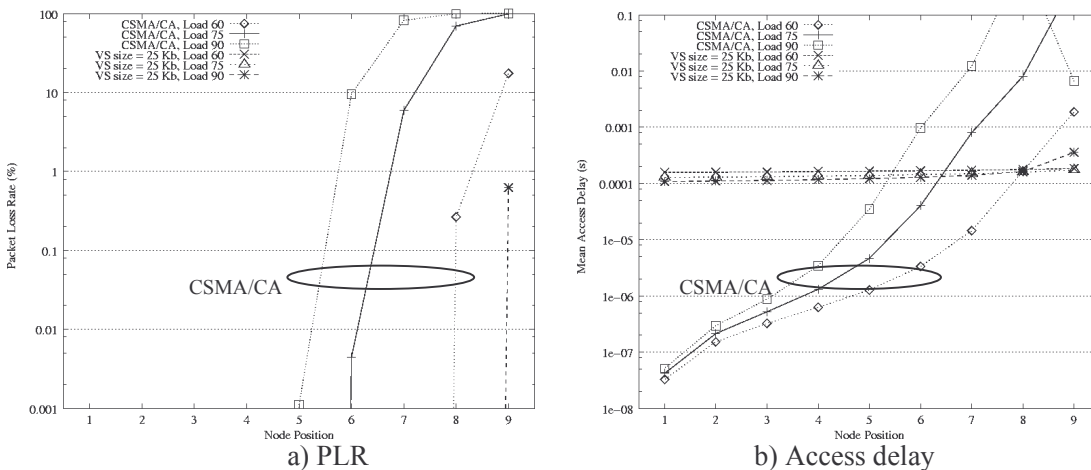 CSMA/CA, Load 60
CSMA/CA, Load 75
CSMA/CA, Load 90
VS size = 25 Kb, Load 60
VS size = 25 Kb, Load 75
VS size = 25 Kb, Load 90
Packet Loss Rate (%)
100
10
1
0.1
0.01
0.001
CSMA/CA
1 2 3 4 5 6 7 8 9
Node Position
a) PLR
CSMA/CA, Load 60
CSMA/CA, Load 75
CSMA/CA, Load 90
VS size = 25 Kb, Load 60
VS size = 25 Kb, Load 75
VS size = 25 Kb, Load 90
Mean Access Delay (s)
0.1
0.01
0.001
0.0001
1e-05
1e-06
1e-07
1e-08
CSMA/CA
1 2 3 4 5 6 7 8 9
Node Position
b) Access delay